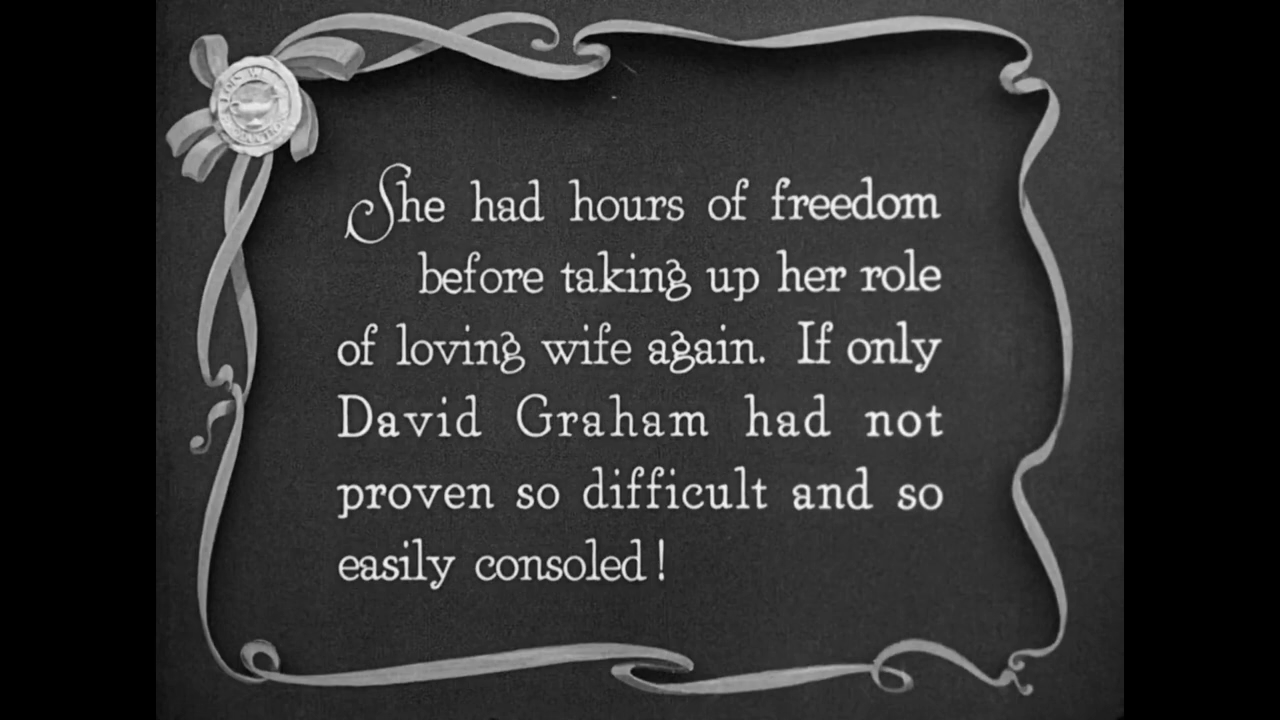 She had hours of freedom
before taking up her role
of loving wife again. If only
David Graham had not
proven so difficult and so
easily consoled!